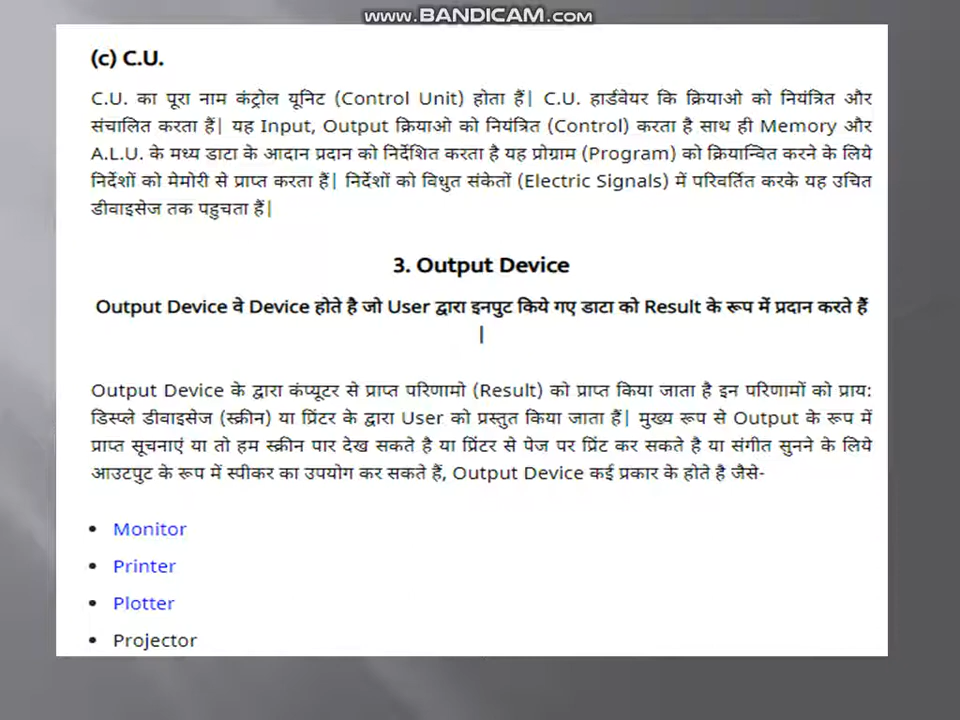 www.BANDICAM.com
(c) C.U.
C.U. का पूरा नाम कंट्रोल यूनिट (Control Unit) होता हैं| C.U. हार्डवेयर कि क्रियाओ को नियंत्रित और
संचालित करता हैं| यह Input, Output क्रियाओ को नियंत्रित (Control) करता है साथ ही Memory और
A.L.U. के मध्य डाटा के आदान प्रदान को निर्देशित करता है यह प्रोग्राम (Program) को क्रियान्वित करने के लिये
निर्देशों को मेमोरी से प्राप्त करता हैं| निर्देशों को विधुत संकेतों (Electric Signals) में परिवर्तित करके यह उचित
डीवाइसेज तक पहुचता हैं|
3. Output Device
Output Device वे Device होते है जो User द्वारा इनपुट किये गए डाटा को Result के रूप में प्रदान करते हैं
|
Output Device के द्वारा कंप्यूटर से प्राप्त परिणामो (Result) को प्राप्त किया जाता है इन परिणामों को प्राय:
डिस्प्ले डीवाइसेज (स्क्रीन) या प्रिंटर के द्वारा User को प्रस्तुत किया जाता हैं| मुख्य रूप से Output के रूप में
प्राप्त सूचनाएं या तो हम स्क्रीन पार देख सकते है या प्रिंटर से पेज पर प्रिंट कर सकते है या संगीत सुनने के लिये
आउटपुट के रूप में स्पीकर का उपयोग कर सकते हैं, Output Device कई प्रकार के होते है जैसे-
• Monitor
• Printer
• Plotter
• Projector